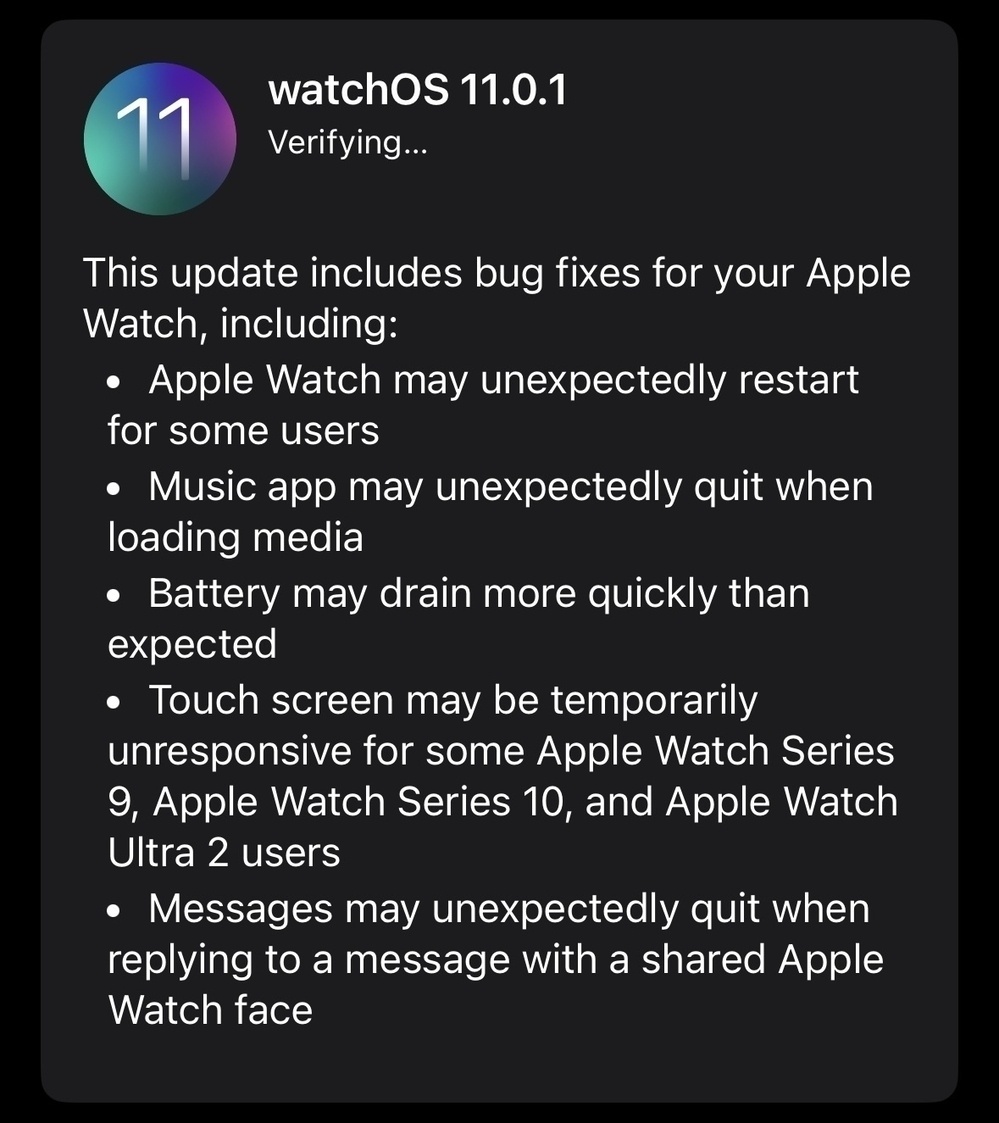 11
watchOS 11.0.1
Verifying...
This update includes bug fixes for your Apple
Watch, including:
• Apple Watch may unexpectedly restart
for some users
• Music app may unexpectedly quit when
loading media
• Battery may drain more quickly than
expected
• Touch screen may be temporarily
unresponsive for some Apple Watch Series
9, Apple Watch Series 10, and Apple Watch
Ultra 2 users
• Messages may unexpectedly quit when
replying to a message with a shared Apple
Watch face